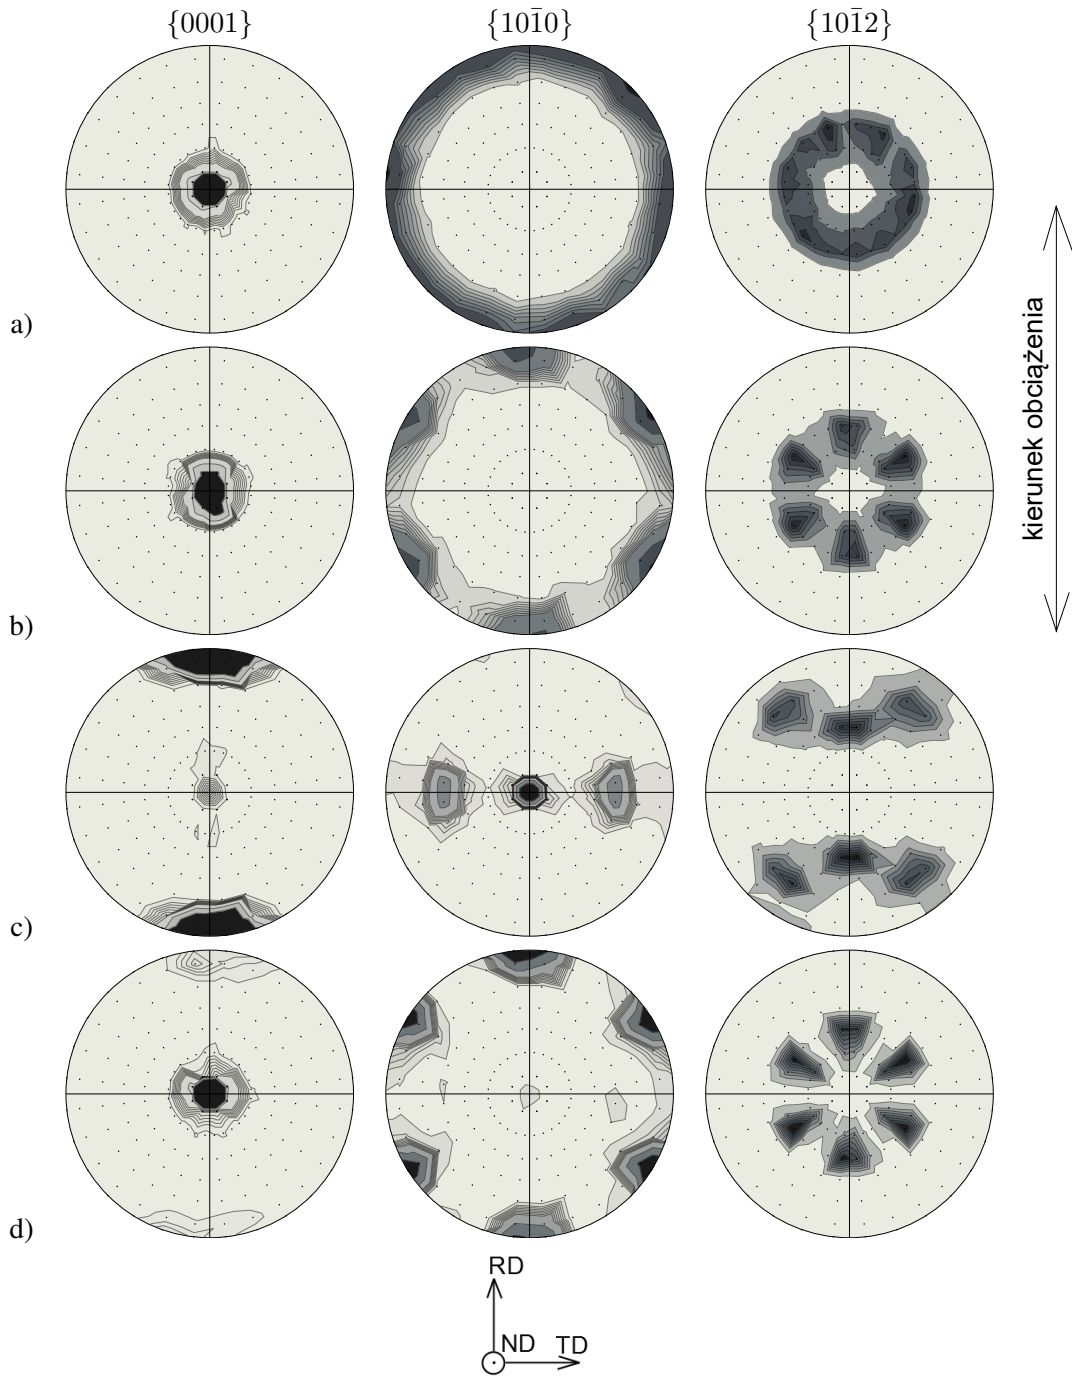 {0001} {101̄0} {101̄2}
a)
kierunek obciążenia
b)
c)
d)
RD
ND TD